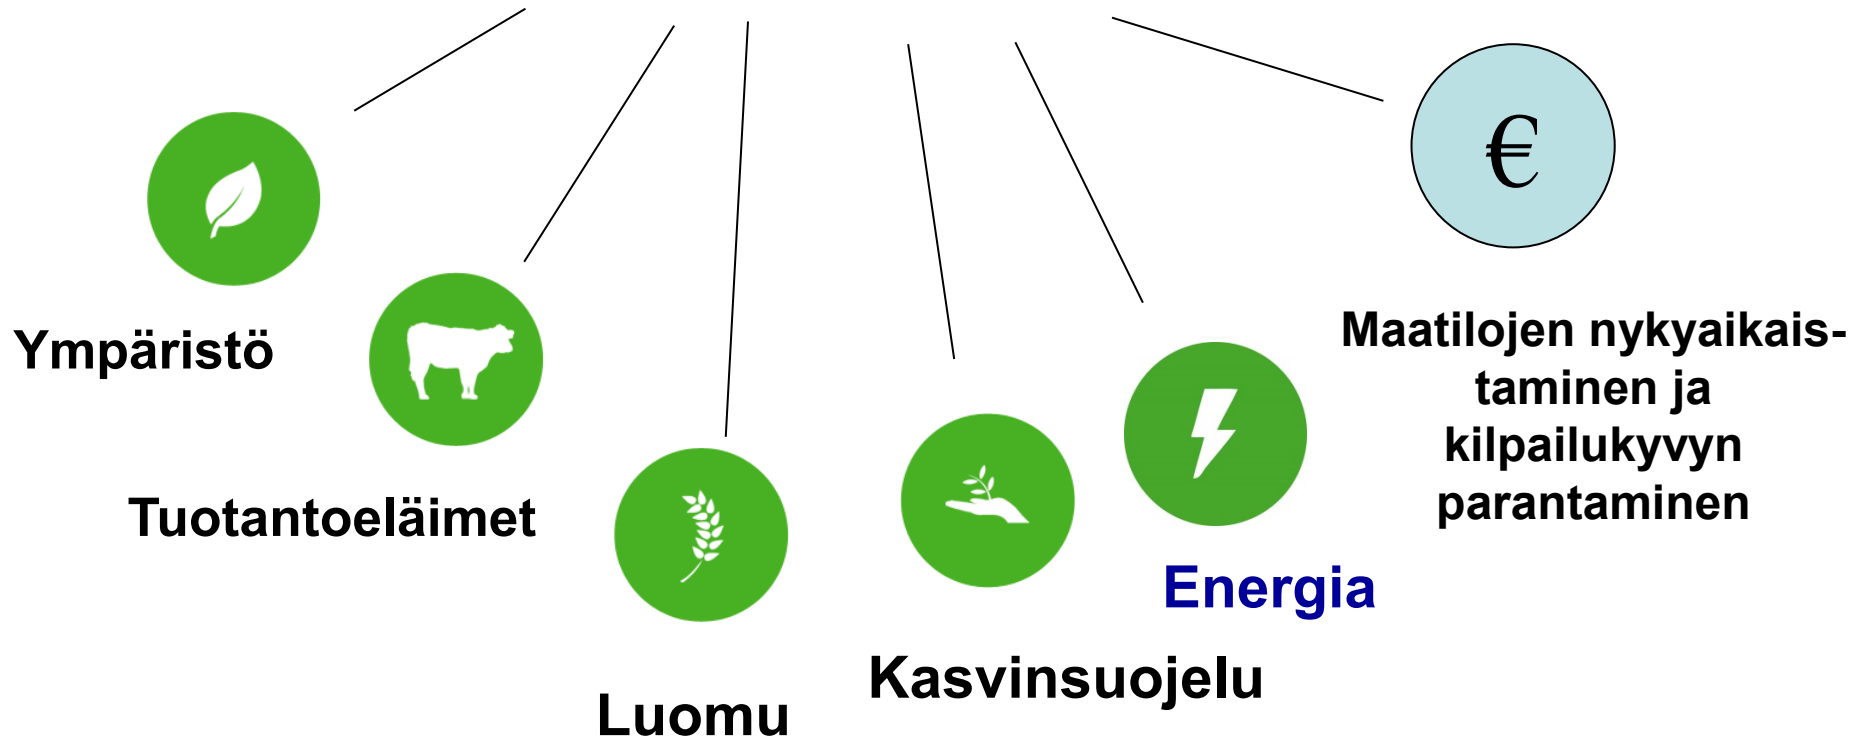 €
Ympäristö
Maatilojen nykyaikais-
taminen ja
kilpailukyvyn
parantaminen
Tuotantoeläimet
Energia
Kasvinsuojelu
Luomu